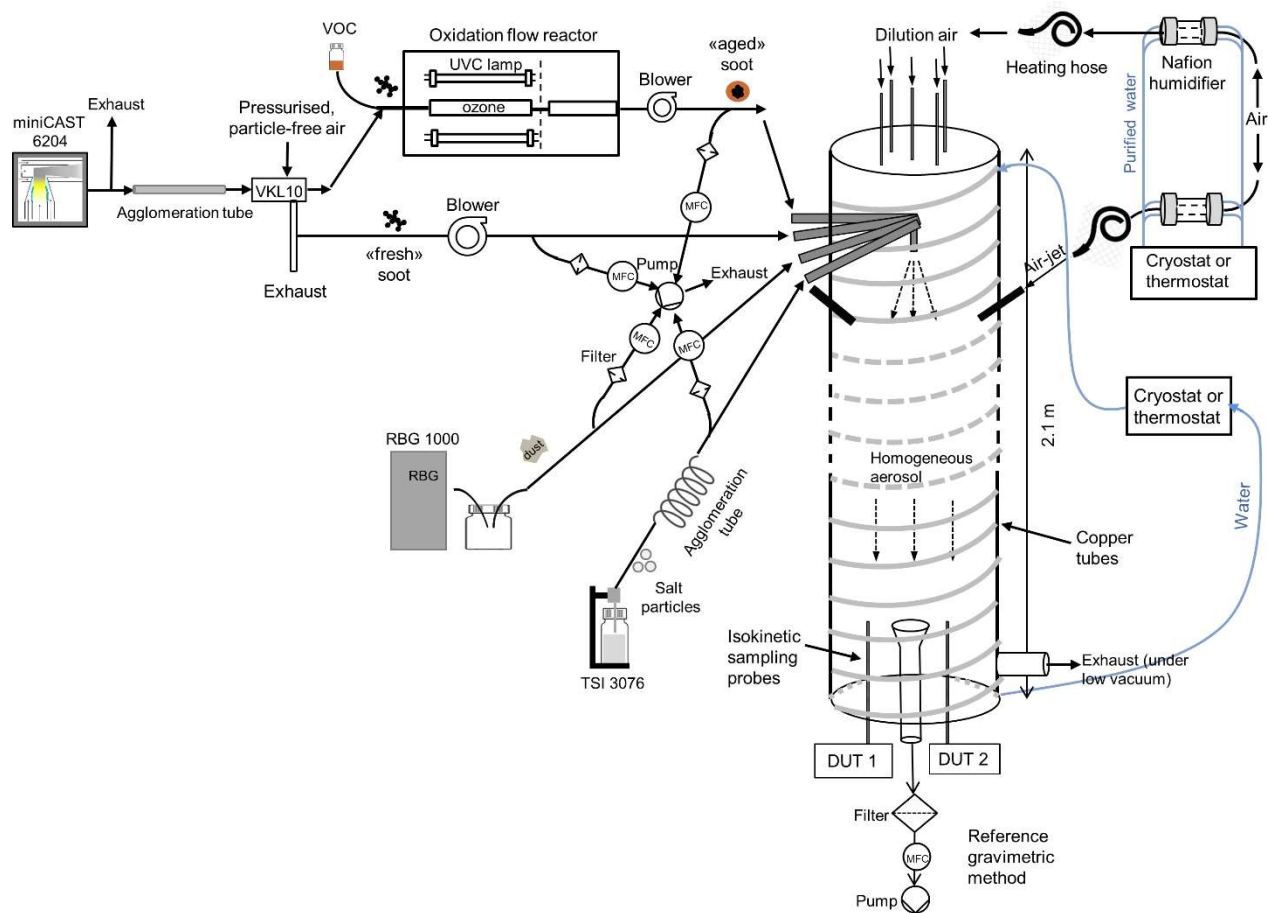 VOC
Oxidation flow reactor
UVC lamp
ozone
«aged»
soot
Blower
Dilution air
Heating hose
Nafion
humidifier
Air
Purified water
Exhaust
miniCAST
6204
Pressurised,
particle-free air
VKL10
Agglomeration tube
Exhaust
«fresh»
soot
Blower
MFC
MFC
Pump
Exhaust
Filter
MFC
MFC
Air-jet
Cryostat or
thermostat
Cryostat or
thermostat
2.1 m
Water
RBG 1000
RBG
dust
Agglomeration
tube
Salt
particles
TSI 3076
Homogeneous
aerosol
Copper
tubes
Isokinetic
sampling
probes
Exhaust (under
low vacuum)
DUT 1
DUT 2
Filter
MFC
Pump
Reference
gravimetric
method